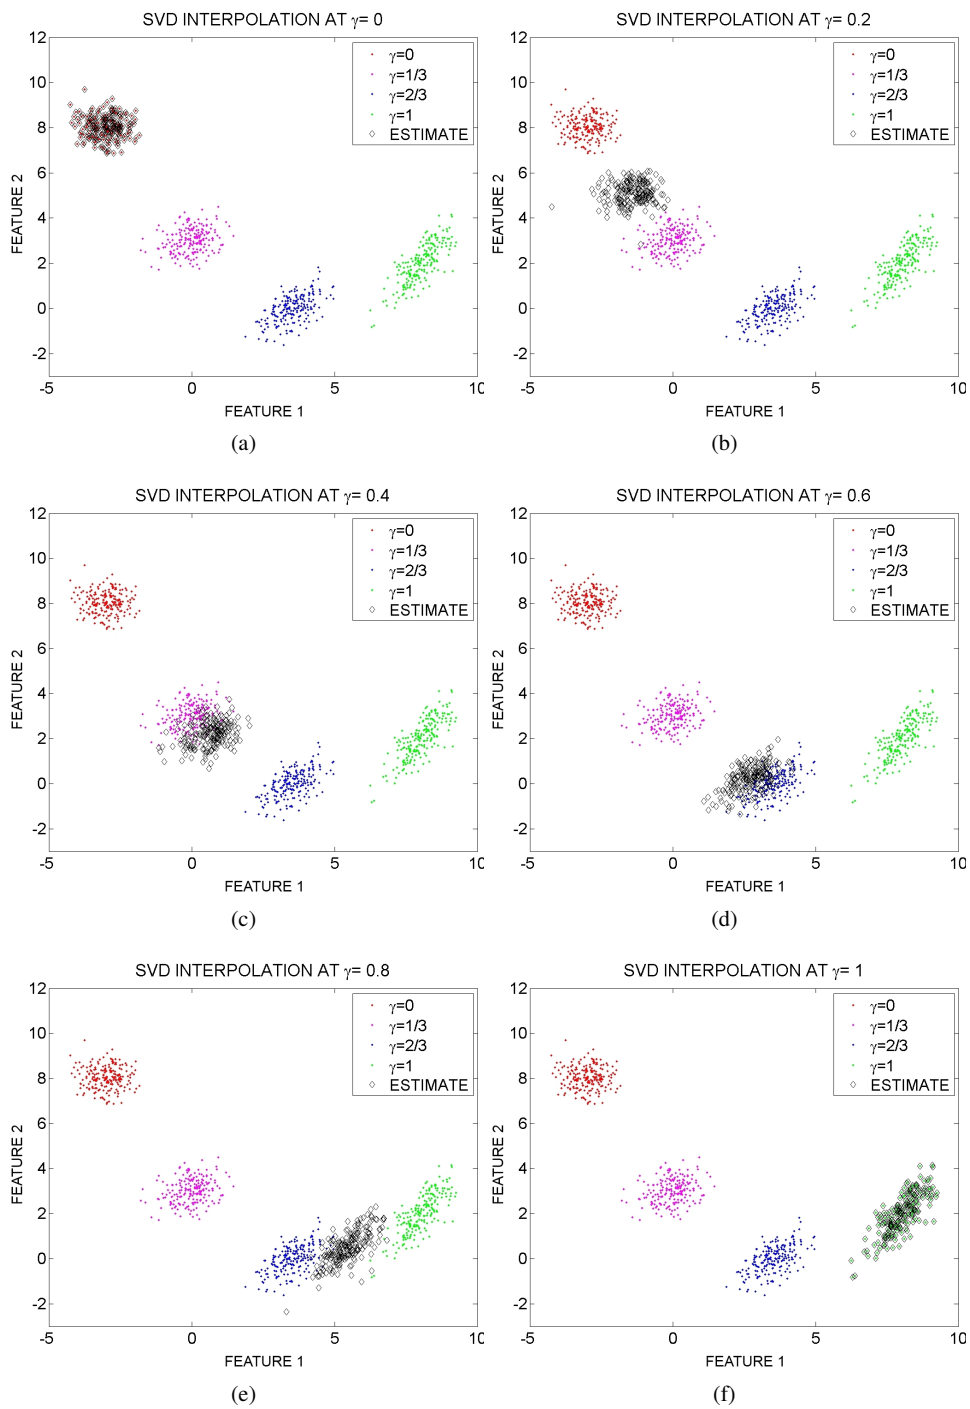 SVD INTERPOLATION AT γ= 0
12
10
8
6
4
2
0
-2
-5 0 5 10
FEATURE 2
FEATURE 1
γ=0
γ=1/3
γ=2/3
γ=1
ESTIMATE
(a)
SVD INTERPOLATION AT γ= 0.2
12
10
8
6
4
2
0
-2
-5 0 5 10
FEATURE 2
FEATURE 1
γ=0
γ=1/3
γ=2/3
γ=1
ESTIMATE
(b)
SVD INTERPOLATION AT γ= 0.4
12
10
8
6
4
2
0
-2
-5 0 5 10
FEATURE 2
FEATURE 1
γ=0
γ=1/3
γ=2/3
γ=1
ESTIMATE
(c)
SVD INTERPOLATION AT γ= 0.6
12
10
8
6
4
2
0
-2
-5 0 5 10
FEATURE 2
FEATURE 1
γ=0
γ=1/3
γ=2/3
γ=1
ESTIMATE
(d)
SVD INTERPOLATION AT γ= 0.8
12
10
8
6
4
2
0
-2
-5 0 5 10
FEATURE 2
FEATURE 1
γ=0
γ=1/3
γ=2/3
γ=1
ESTIMATE
(e)
SVD INTERPOLATION AT γ= 1
12
10
8
6
4
2
0
-2
-5 0 5 10
FEATURE 2
FEATURE 1
γ=0
γ=1/3
γ=2/3
γ=1
ESTIMATE
(f)